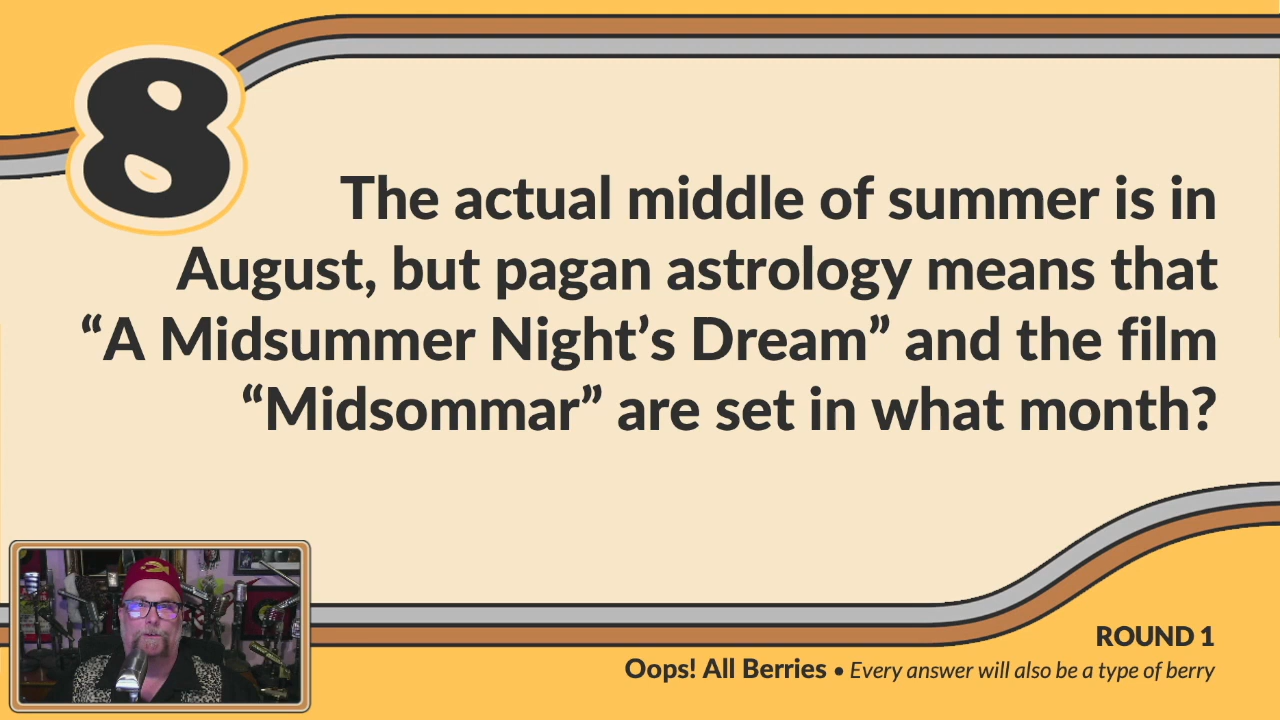 8
The actual middle of summer is in
August, but pagan astrology means that
“A Midsummer Night’s Dream” and the film
“Midsommar” are set in what month?
ROUND 1
Oops! All Berries • Every answer will also be a type of berry